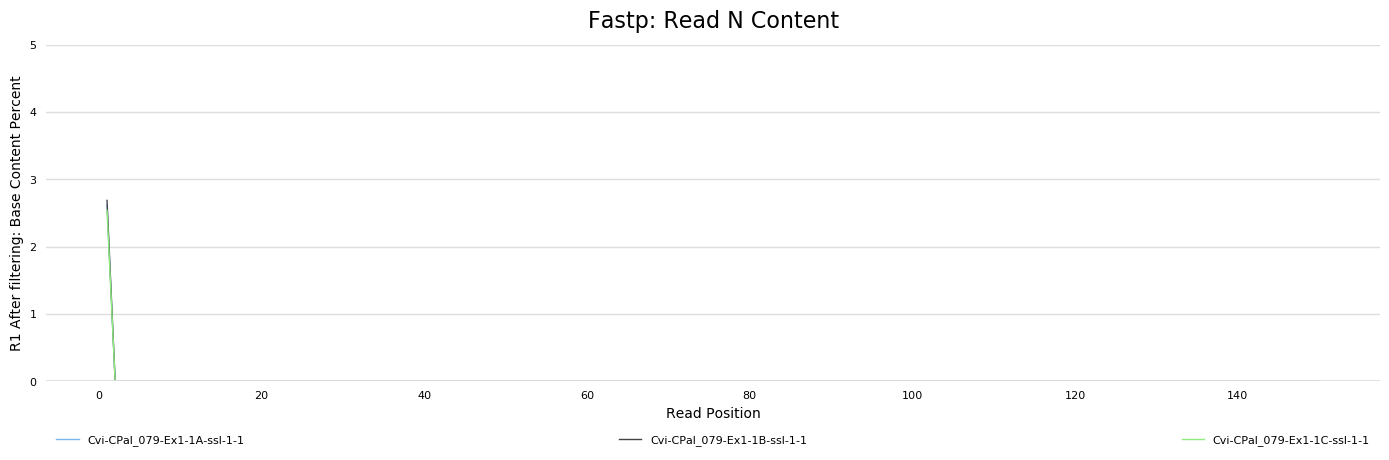 Fastp: Read N Content
R1 After filtering: Base Content Percent
5
4
3
2
1
0
0 20 40 60 80 100 120 140
Read Position
Cvi-CPal_079-Ex1-1A-ssl-1-1 Cvi-CPal_079-Ex1-1B-ssl-1-1 Cvi-CPal_079-Ex1-1C-ssl-1-1